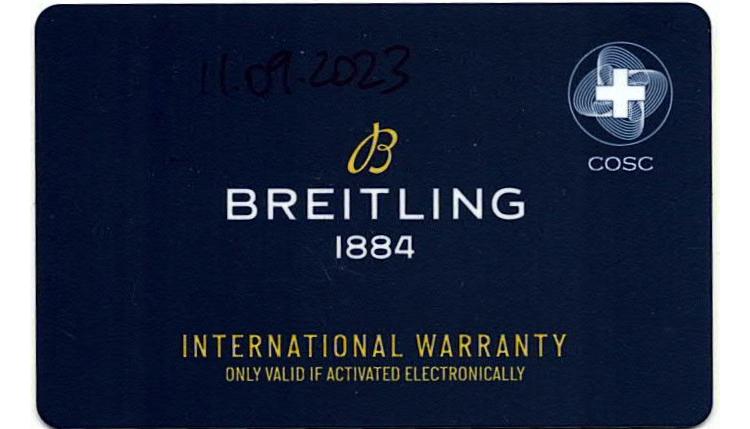 11.09.2023
B
BREITLING
1884
COSC
INTERNATIONAL WARRANTY
ONLY VALID IF ACTIVATED ELECTRONICALLY